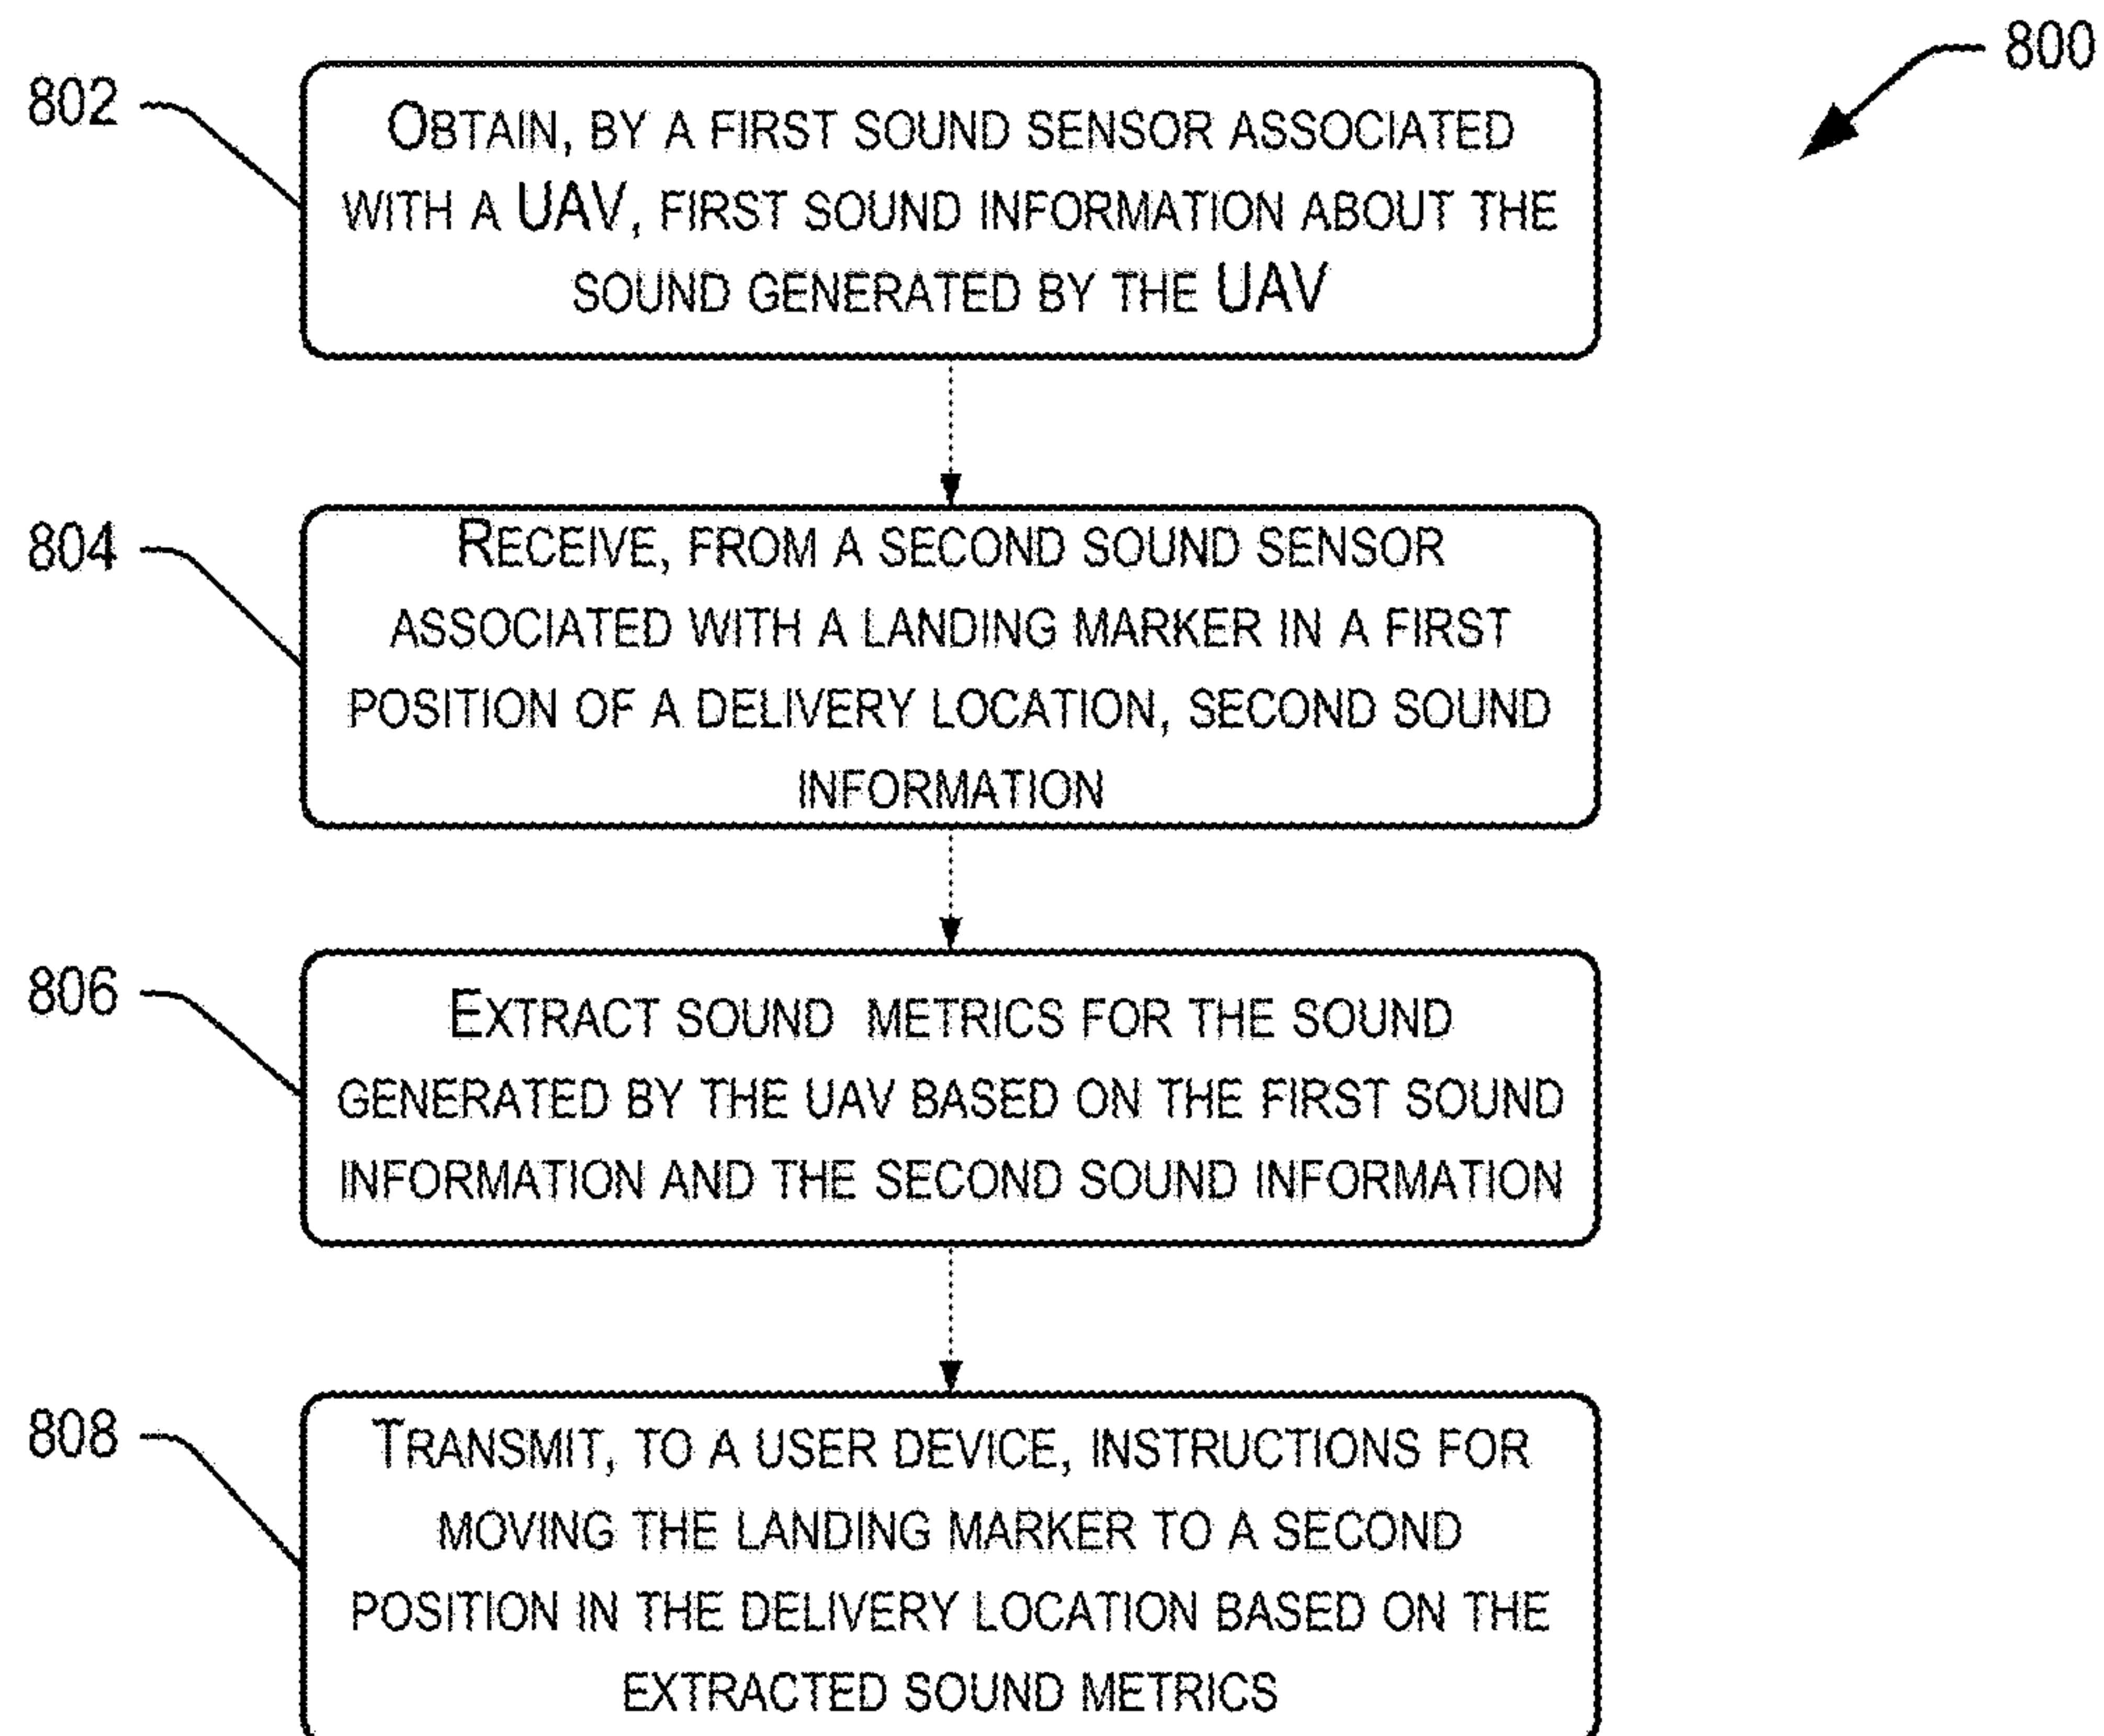 800
802
OBTAIN, BY A FIRST SOUND SENSOR ASSOCIATED
WITH A UAV, FIRST SOUND INFORMATION ABOUT THE
SOUND GENERATED BY THE UAV
804
RECEIVE, FROM A SECOND SOUND SENSOR
ASSOCIATED WITH A LANDING MARKER IN A FIRST
POSITION OF A DELIVERY LOCATION, SECOND SOUND
INFORMATION
806
EXTRACT SOUND METRICS FOR THE SOUND
GENERATED BY THE UAV BASED ON THE FIRST SOUND
INFORMATION AND THE SECOND SOUND INFORMATION
808
TRANSMIT, TO A USER DEVICE, INSTRUCTIONS FOR
MOVING THE LANDING MARKER TO A SECOND
POSITION IN THE DELIVERY LOCATION BASED ON THE
EXTRACTED SOUND METRICS